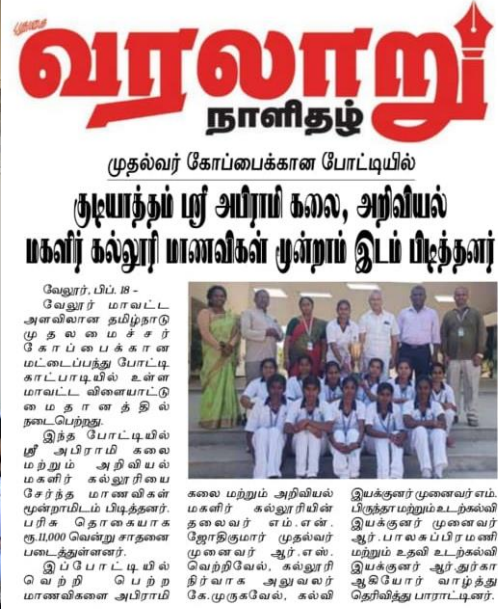 வரலாறு
நாளிதழ்
முதல்வர் கோப்பைக்கான போட்டியில்
குடியாத்தம் ஸ்ரீ அபிராமி கலை, அறிவியல்
மகளிர் கல்லூரி மாணவிகள் மூன்றாம் இடம் பிடித்தனர்
வேலூர், பிப். 18 –
வேலூர் மாவட்ட
அளவிலான தமிழ்நாடு
முதலமைச்சர்
கோப்பைக்கான
மட்டைப்பந்து போட்டி
காட்பாடியில் உள்ள
மாவட்ட விளையாட்டு
மைதானத்தில்
நடைபெற்றது.
இந்த போட்டியில்
ஸ்ரீ அபிராமி கலை
மற்றும் அறிவியல்
மகளிர் கல்லூரியை
சேர்ந்த மாணவிகள்
மூன்றாமிடம் பிடித்தனர்.
பரிசு தொகையாக
ரூ.11,000 வென்று சாதனை
படைத்துள்ளனர்.
இப்போட்டியில்
வெற்றி பெற்ற
மாணவிகளை அபிராமி
கலை மற்றும் அறிவியல்
மகளிர் கல்லூரியின்
தலைவர் எம்.என்.
ஜோதிகுமார் முதல்வர்
முனைவர் ஆர்.எஸ்.
வெற்றிவேல், கல்லூரி
நிர்வாக அலுவலர்
கே.முருகவேல், கல்வி
இயக்குனர் முனைவர் எம்.
பிருந்தா மற்றும் உடற்கல்வி
இயக்குனர் முனைவர்
ஆர்.பாலசுப்பிரமணி
மற்றும் உதவி உடற்கல்வி
இயக்குனர் ஆர்.துர்கா
ஆகியோர் வாழ்த்து
தெரிவித்து பாராட்டினர்.